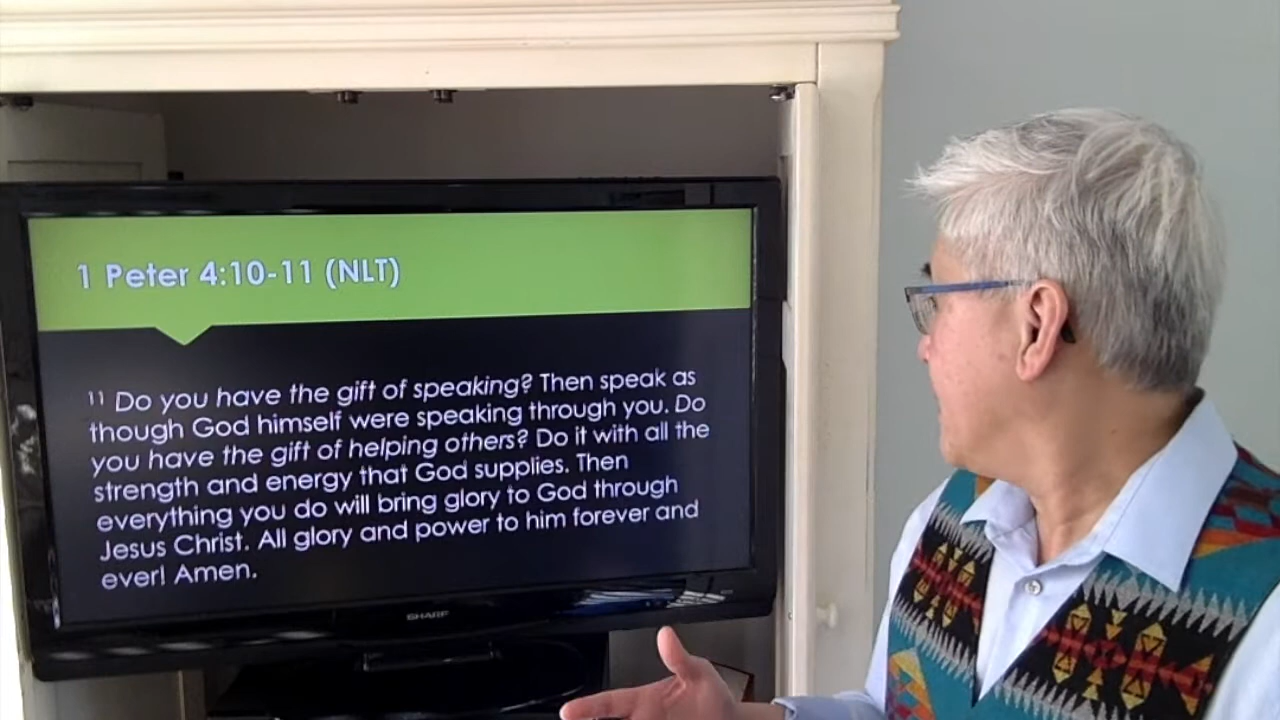 1 Peter 4:10-11 (NLT)
11 Do you have the gift of speaking? Then speak as
though God himself were speaking through you. Do
you have the gift of helping others? Do it with all the
strength and energy that God supplies. Then
everything you do will bring glory to God through
Jesus Christ. All glory and power to him forever and
ever! Amen.
SHARP